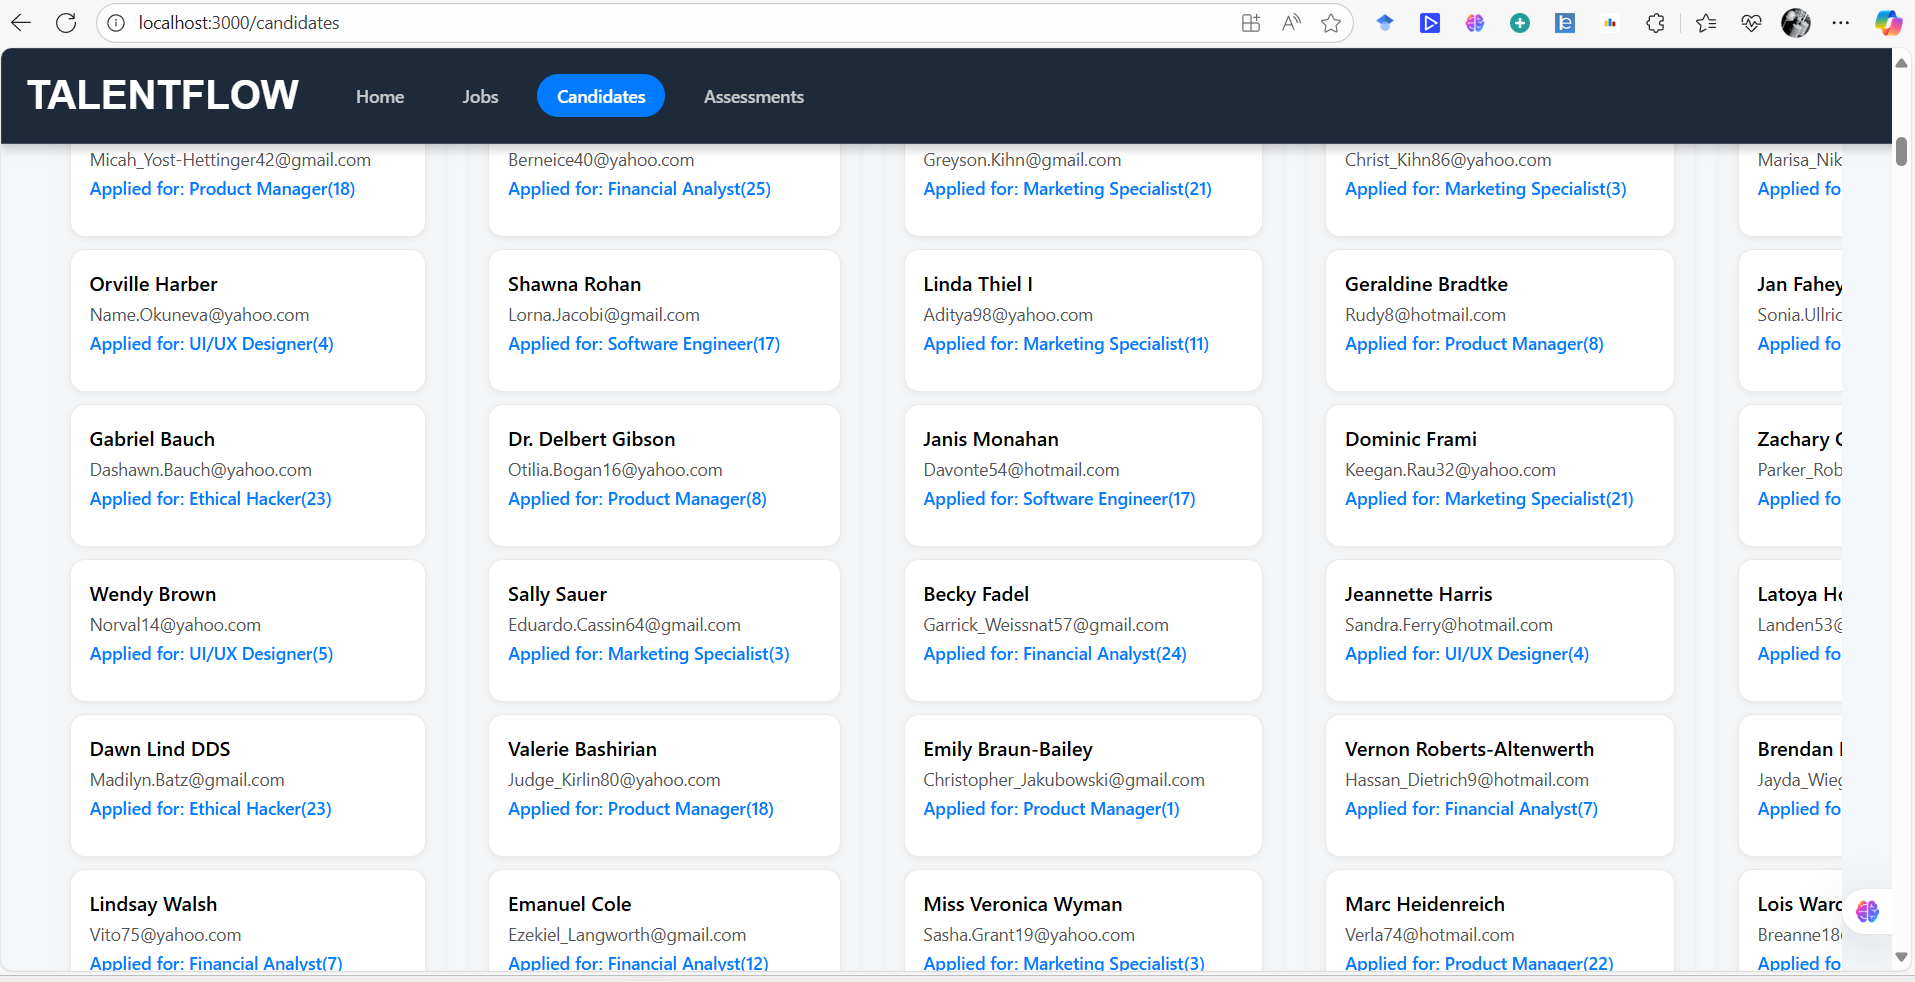 localhost:3000/candidates
TALENTFLOW
Home
Jobs
Candidates
Assessments
Micah_Yost-Hettinger42@gmail.com
Applied for: Product Manager(18)
Berneice40@yahoo.com
Applied for: Financial Analyst(25)
Greyson.Kihn@gmail.com
Applied for: Marketing Specialist(21)
Christ_Kihn86@yahoo.com
Applied for: Marketing Specialist(3)
Marisa_Nik
Applied fo
Orville Harber
Name.Okuneva@yahoo.com
Applied for: UI/UX Designer(4)
Shawna Rohan
Lorna.Jacobi@gmail.com
Applied for: Software Engineer(17)
Linda Thiel I
Aditya98@yahoo.com
Applied for: Marketing Specialist(11)
Geraldine Bradtke
Rudy8@hotmail.com
Applied for: Product Manager(8)
Jan Fahey
Sonia.Ullric
Applied fo
Gabriel Bauch
Dashawn.Bauch@yahoo.com
Applied for: Ethical Hacker(23)
Dr. Delbert Gibson
Otilia.Bogan16@yahoo.com
Applied for: Product Manager(8)
Janis Monahan
Davonte54@hotmail.com
Applied for: Software Engineer(17)
Dominic Frami
Keegan.Rau32@yahoo.com
Applied for: Marketing Specialist(21)
Zachary
Parker_Rob
Applied fo
Wendy Brown
Norval14@yahoo.com
Applied for: UI/UX Designer(5)
Sally Sauer
Eduardo.Cassin64@gmail.com
Applied for: Marketing Specialist(3)
Becky Fadel
Garrick_Weissnat57@gmail.com
Applied for: Financial Analyst(24)
Jeannette Harris
Sandra.Ferry@hotmail.com
Applied for: UI/UX Designer(4)
Latoya Ho
Landen53@
Applied fo
Dawn Lind DDS
Madilyn.Batz@gmail.com
Applied for: Ethical Hacker(23)
Valerie Bashirian
Judge_Kirlin80@yahoo.com
Applied for: Product Manager(18)
Emily Braun-Bailey
Christopher_Jakubowski@gmail.com
Applied for: Product Manager(1)
Vernon Roberts-Altenwerth
Hassan_Dietrich9@hotmail.com
Applied for: Financial Analyst(7)
Brendan
Jayda_Wieg
Applied fo
Lindsay Walsh
Vito75@yahoo.com
Applied for: Financial Analyst(7)
Emanuel Cole
Ezekiel_Langworth@gmail.com
Applied for: Financial Analyst(12)
Miss Veronica Wyman
Sasha.Grant19@yahoo.com
Applied for: Marketing Specialist(3)
Marc Heidenreich
Verla74@hotmail.com
Applied for: Product Manager(22)
Lois Ward
Breanne18
Applied fo